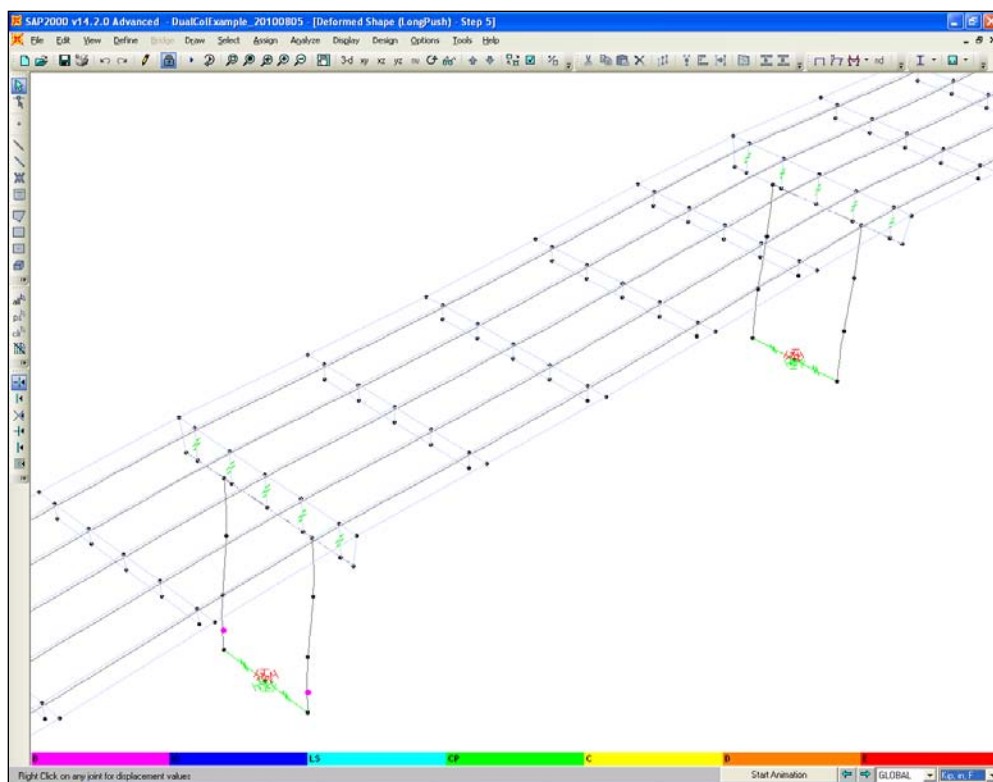 SAP2000 v14.2.0 Advanced - DualColExample_20100805 - [Deformed Shape (LongPush) - Step 5]
File Edit View Define Bridge Draw Select Assign Analyze Display Design Options Tools Help
3-d xy xz yz nv nd
LS CP C D E
Right Click on any joint for displacement values Start Animation GLOBAL Kip, in, F